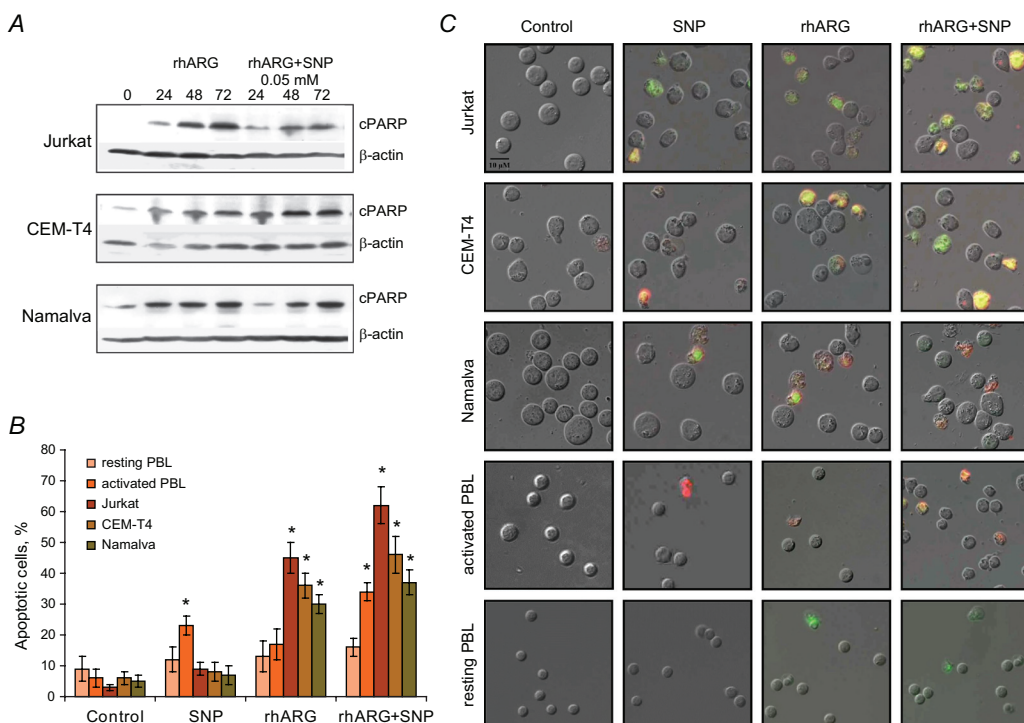 A
rhARG rhARG+SNP
0.05 mM
0 24 48 72 24 48 72
Jurkat
cPARP
β-actin
CEM-T4
cPARP
β-actin
Namalva
cPARP
β-actin
B
Apoptotic cells, %
80
70
60
50
40
30
20
10
0
resting PBL
activated PBL
Jurkat
CEM-T4
Namalva
*
*
*
*
*
*
*
*
Control SNP rhARG rhARG+SNP
C
Control SNP rhARG rhARG+SNP
Jurkat
10 μM
CEM-T4
Namalva
activated PBL
resting PBL